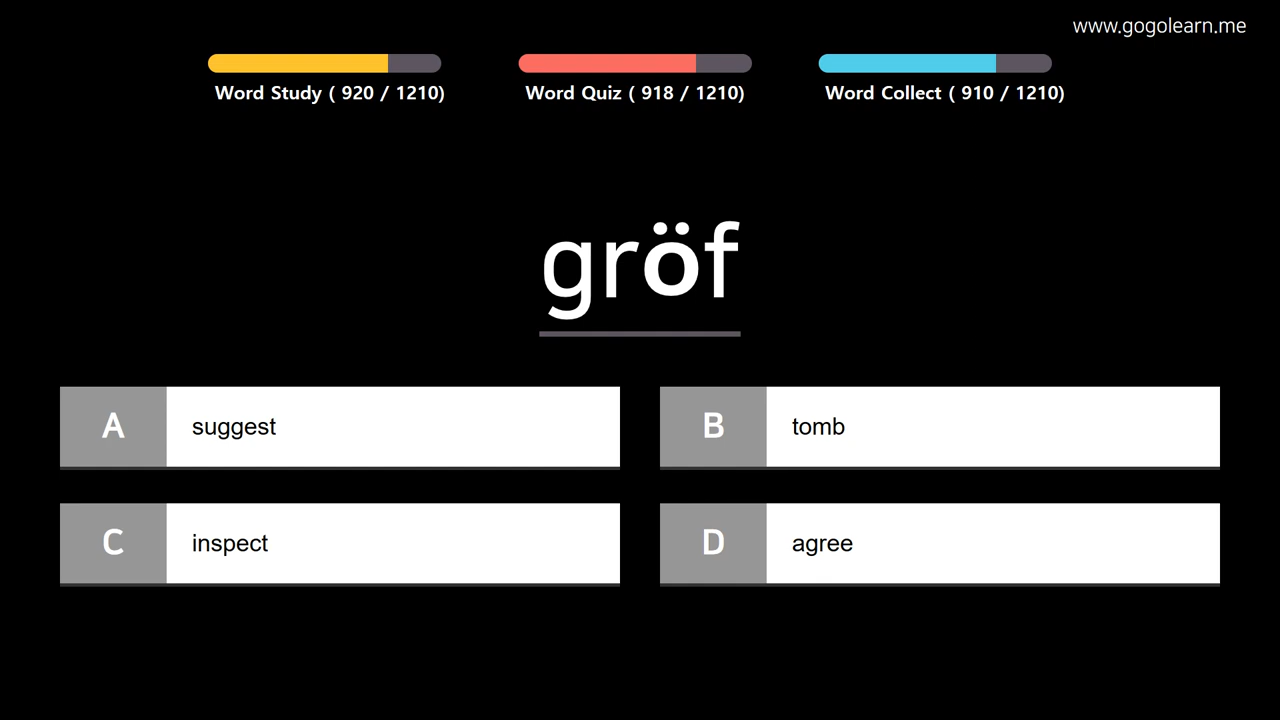 www.gogolearn.me
Word Study ( 920 / 1210)
Word Quiz ( 918 / 1210)
Word Collect ( 910 / 1210)
gröf
A suggest
B tomb
C inspect
D agree